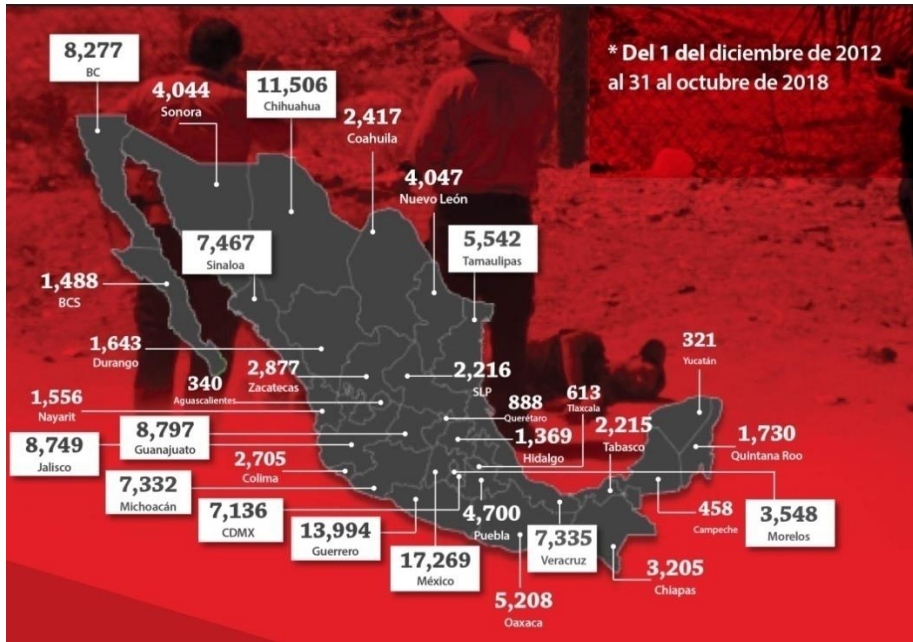 * Del 1 del diciembre de 2012
al 31 al octubre de 2018
8,277
BC
4,044
Sonora
11,506
Chihuahua
2,417
Coahuila
4,047
Nuevo León
7,467
Sinaloa
5,542
Tamaulipas
1,488
BCS
1,643
Durango
2,877
Zacatecas
340
Aguascalientes
2,216
SLP
321
Yucatán
1,556
Nayarit
888
Querétaro
613
Tlaxcala
8,749
Jalisco
8,797
Guanajuato
1,369
Hidalgo
2,215
Tabasco
1,730
Quintana Roo
2,705
Colima
7,332
Michoacán
7,136
CDMX
13,994
Guerrero
17,269
México
4,700
Puebla
7,335
Veracruz
458
Campeche
3,548
Morelos
5,208
Oaxaca
3,205
Chiapas